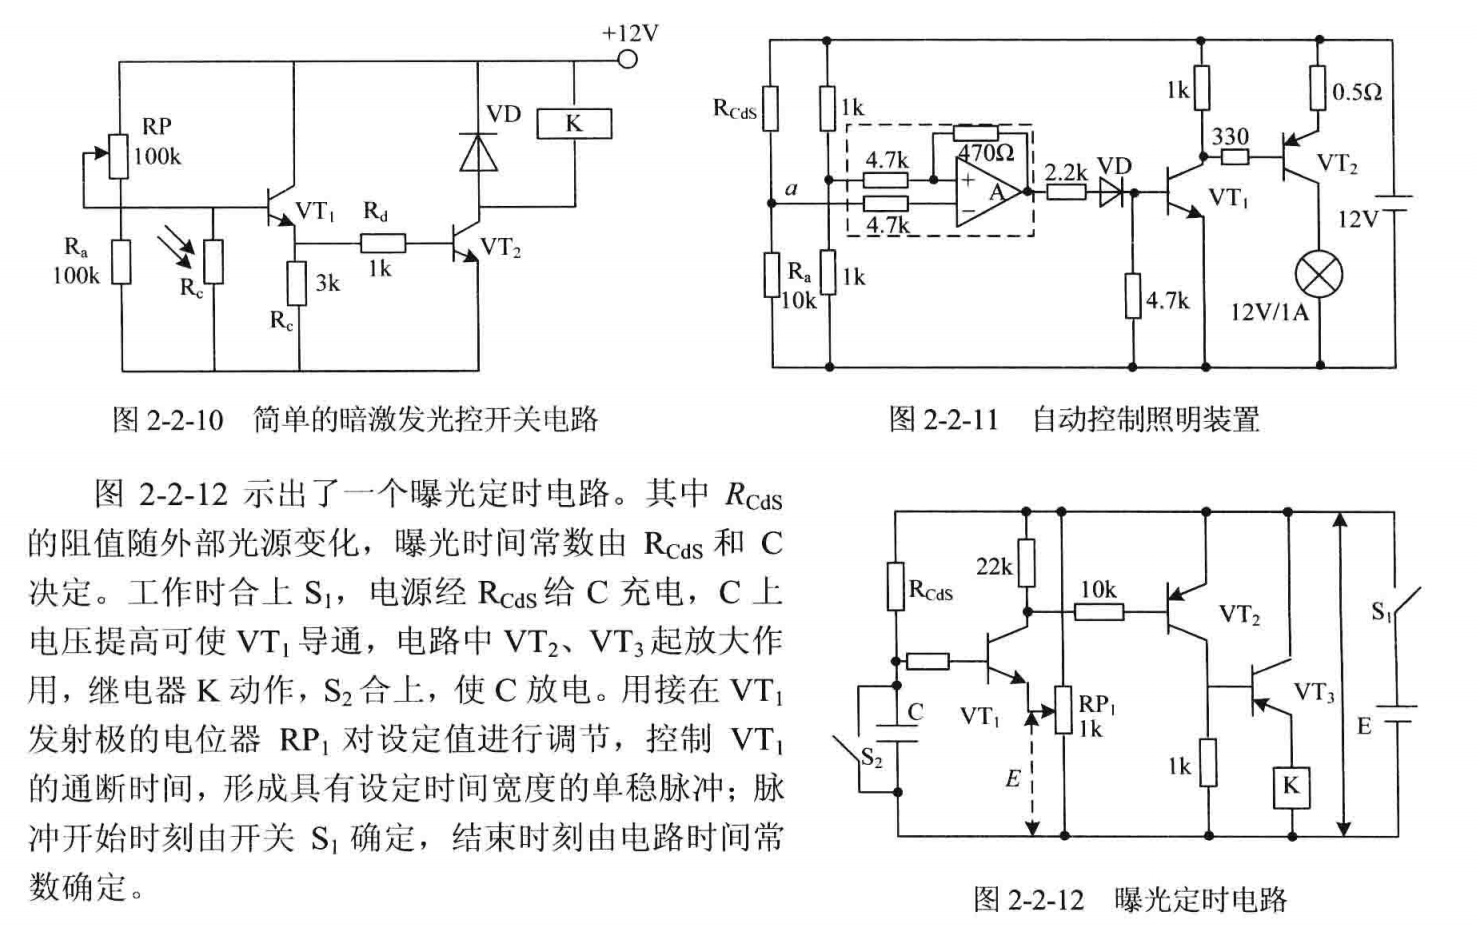 +12V
RP
100k
VD
K
VT1
Rd
1k
VT2
Ra
100k
Rc
3k
Rc
图 2-2-10 简单的暗激发光控开关电路
RCdS
1k
1k
0.5Ω
470Ω
4.7k
330
a
+
A
−
2.2k
VD
VT2
VT1
4.7k
12V
Ra
10k
1k
4.7k
12V/1A
图 2-2-11 自动控制照明装置
图 2-2-12 示出了一个曝光定时电路。其中 RCdS
的阻值随外部光源变化，曝光时间常数由 RCdS 和 C
决定。工作时合上 S1，电源经 RCdS 给 C 充电，C 上
电压提高可使 VT1 导通，电路中 VT2、VT3 起放大作
用，继电器 K 动作，S2 合上，使 C 放电。用接在 VT1
发射极的电位器 RP1 对设定值进行调节，控制 VT1
的通断时间，形成具有设定时间宽度的单稳脉冲；脉
冲开始时刻由开关 S1 确定，结束时刻由电路时间常
数确定。
22k
RCdS
10k
VT2
S1
C
VT1
RP1
1k
VT3
S2
E
1k
K
E
图 2-2-12 曝光定时电路